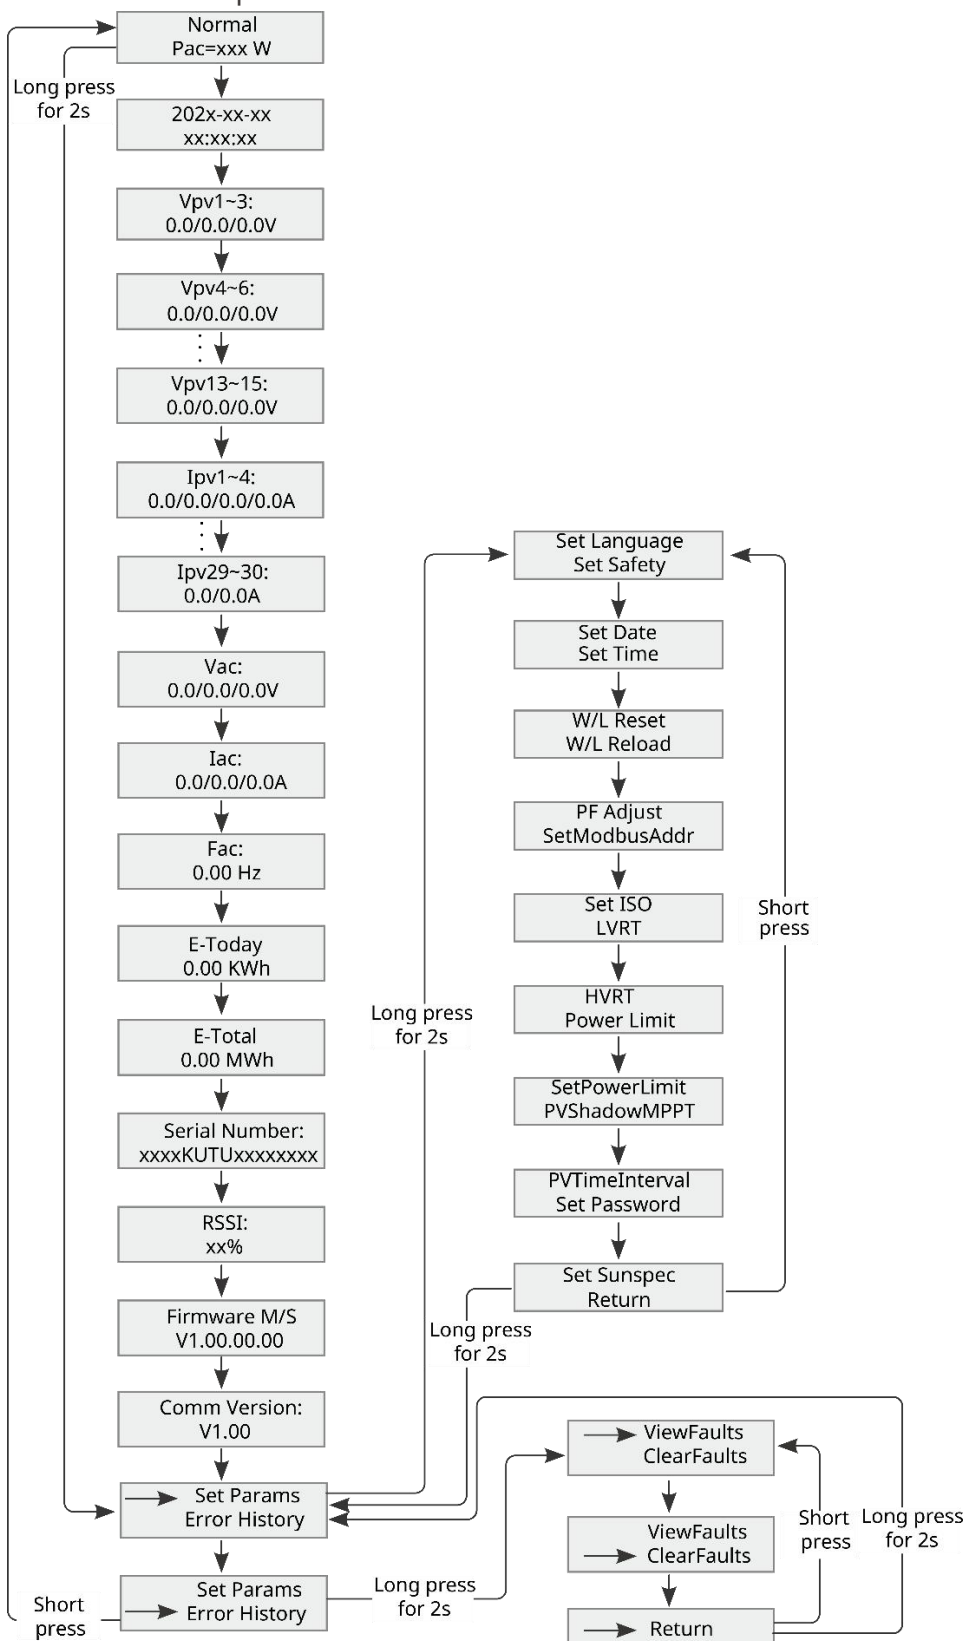 Normal
Pac=xxx W
Long press
for 2s
202x-xx-xx
xx:xx:xx
Vpv1~3:
0.0/0.0/0.0V
Vpv4~6:
0.0/0.0/0.0V
Vpv13~15:
0.0/0.0/0.0V
Ipv1~4:
0.0/0.0/0.0/0.0A
Ipv29~30:
0.0/0.0A
Vac:
0.0/0.0/0.0V
Iac:
0.0/0.0/0.0A
Fac:
0.00 Hz
E-Today
0.00 KWh
E-Total
0.00 MWh
Serial Number:
xxxxKUTUxxxxxxxx
RSSI:
xx%
Firmware M/S
V1.00.00.00
Comm Version:
V1.00
Set Params
Error History
Set Params
Error History
Short
press
Long press
for 2s
Set Language
Set Safety
Set Date
Set Time
W/L Reset
W/L Reload
PF Adjust
SetModbusAddr
Set ISO
LVRT
HVRT
Power Limit
SetPowerLimit
PVShadowMPPT
PVTimeInterval
Set Password
Set Sunspec
Return
Short
press
Long press
for 2s
Long press
for 2s
ViewFaults
ClearFaults
ViewFaults
ClearFaults
Return
Short
press
Long press
for 2s